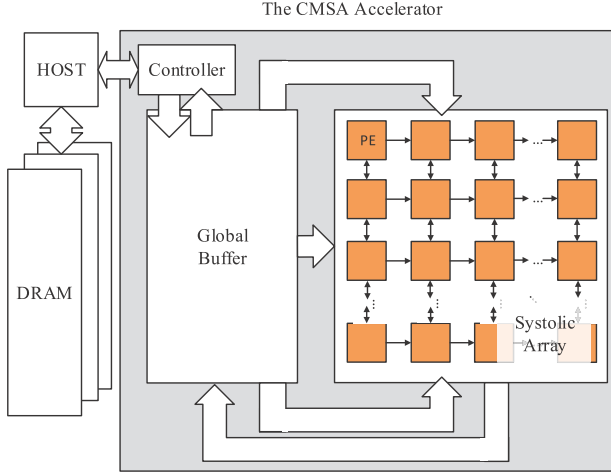 The CMSA Accelerator
HOST
Controller
PE
...
...
Global
Buffer
...
DRAM
... ... ... ...
Systolic
Array
...